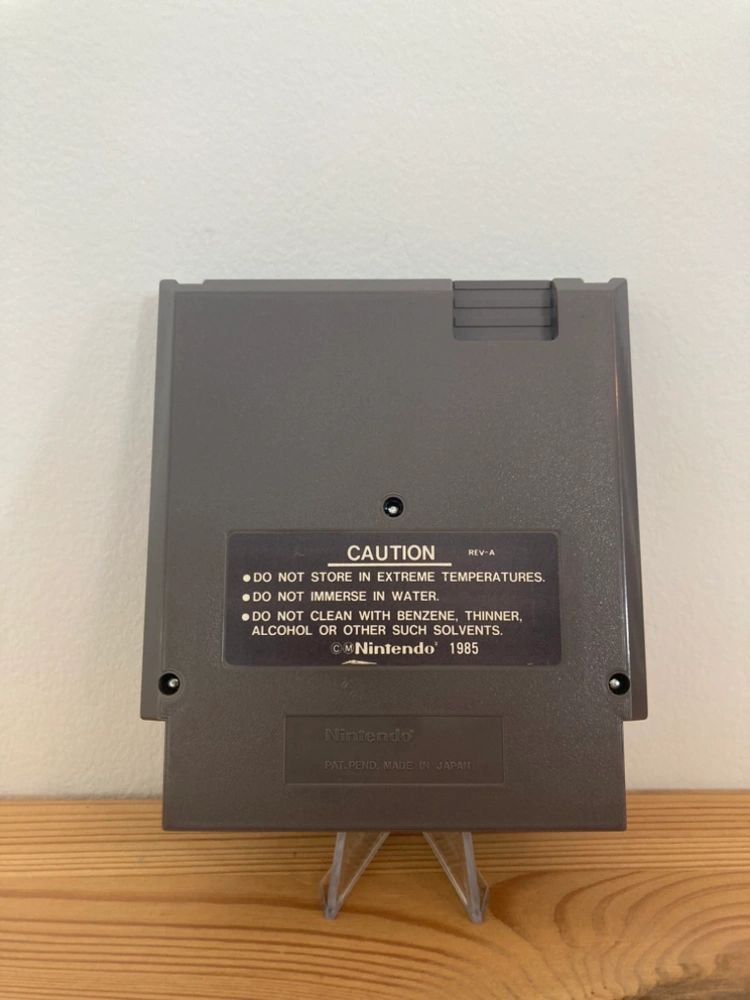 CAUTION REV-A
●DO NOT STORE IN EXTREME TEMPERATURES.
●DO NOT IMMERSE IN WATER.
●DO NOT CLEAN WITH BENZENE, THINNER,
ALCOHOL OR OTHER SUCH SOLVENTS.
©Ⓜ Nintendo® 1985
Nintendo®
PAT. PEND. MADE IN JAPAN